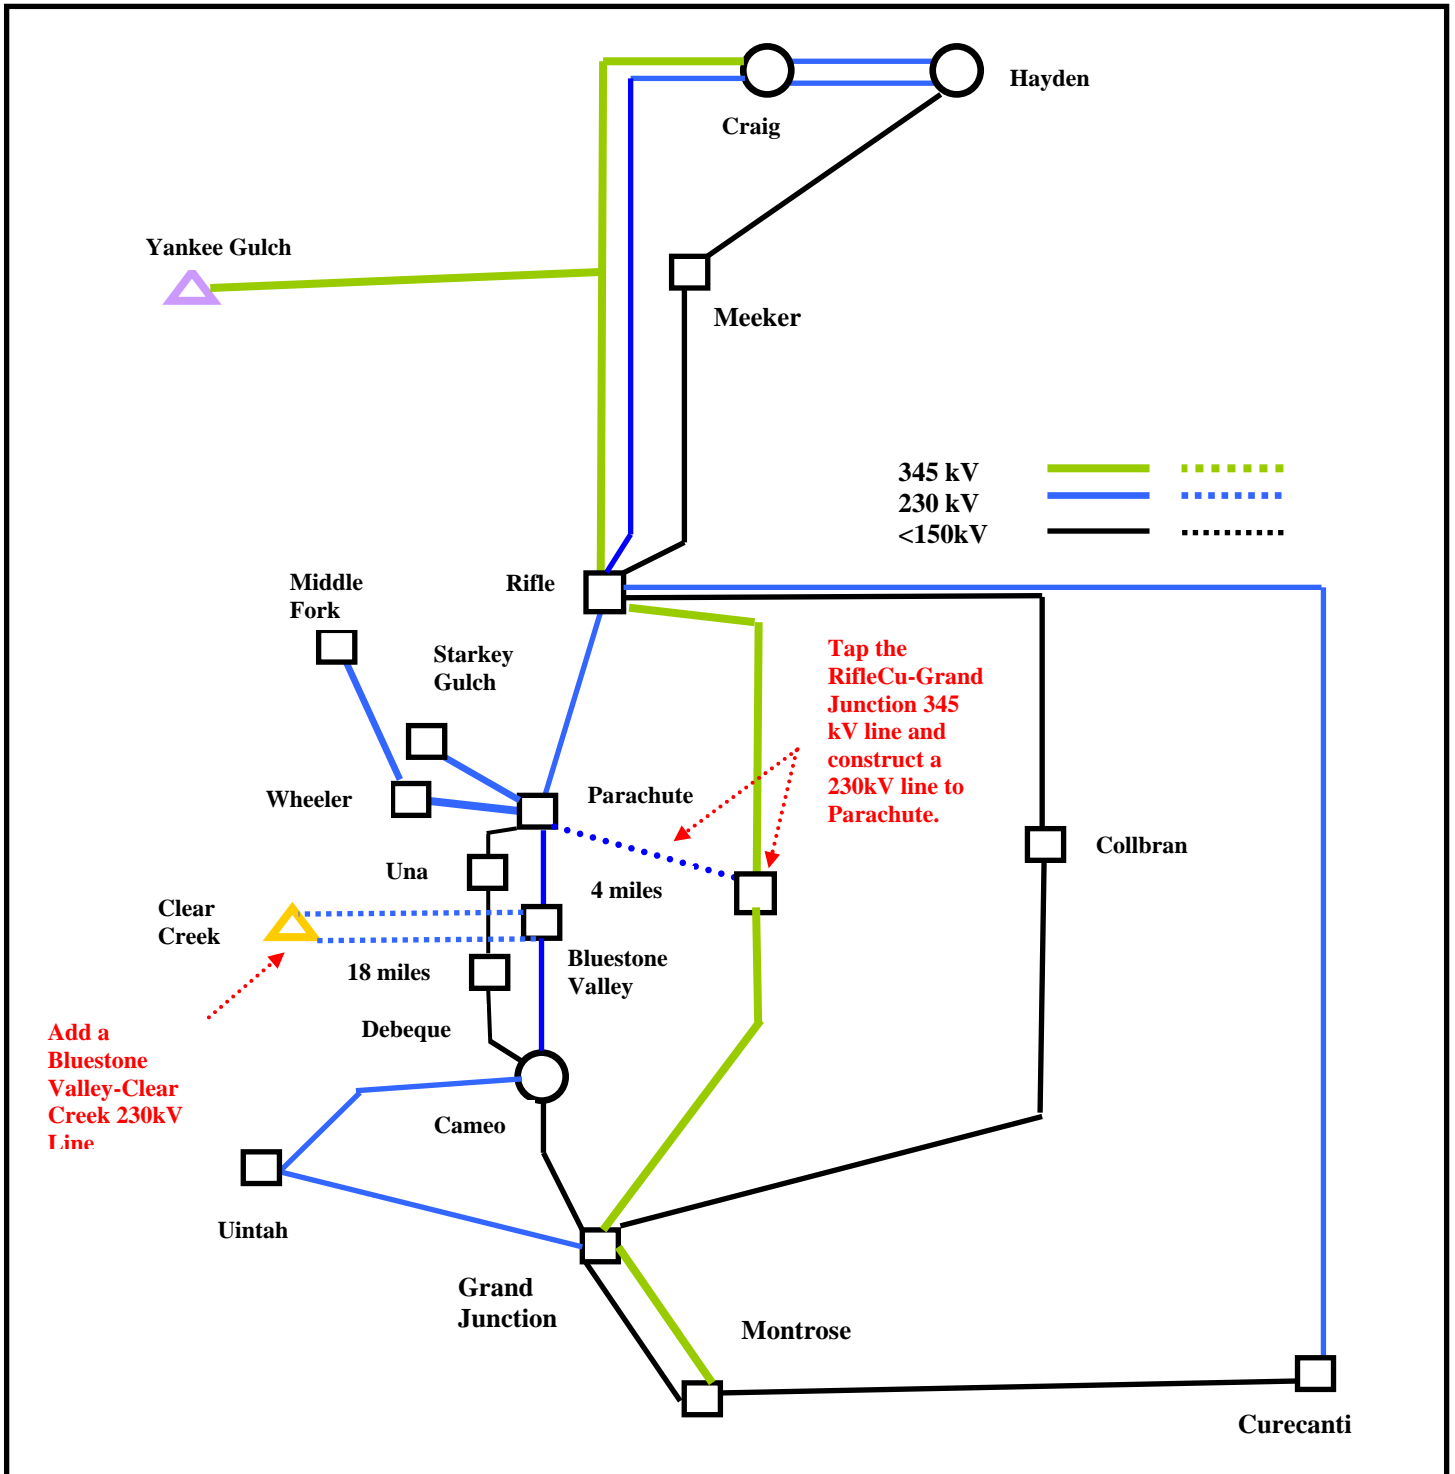 Hayden
Craig
Yankee Gulch
Meeker
345 kV
230 kV
<150kV
Middle
Fork
Rifle
Starkey
Gulch
Tap the
RifleCu-Grand
Junction 345
kV line and
construct a
230kV line to
Parachute.
Wheeler
Parachute
Una
4 miles
Collbran
Clear
Creek
18 miles
Bluestone
Valley
Debeque
Add a
Bluestone
Valley-Clear
Creek 230kV
Line
Cameo
Uintah
Grand
Junction
Montrose
Curecanti